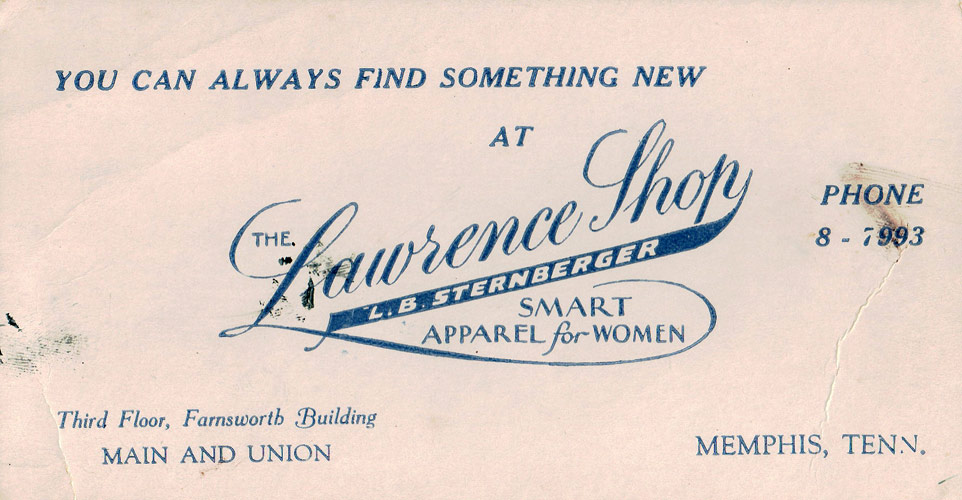 YOU CAN ALWAYS FIND SOMETHING NEW
AT
THE Lawrence Shop
L. B. STERNBERGER
SMART
APPAREL for WOMEN
PHONE
8 - 7993
Third Floor, Farnsworth Building
MAIN AND UNION
MEMPHIS, TENN.